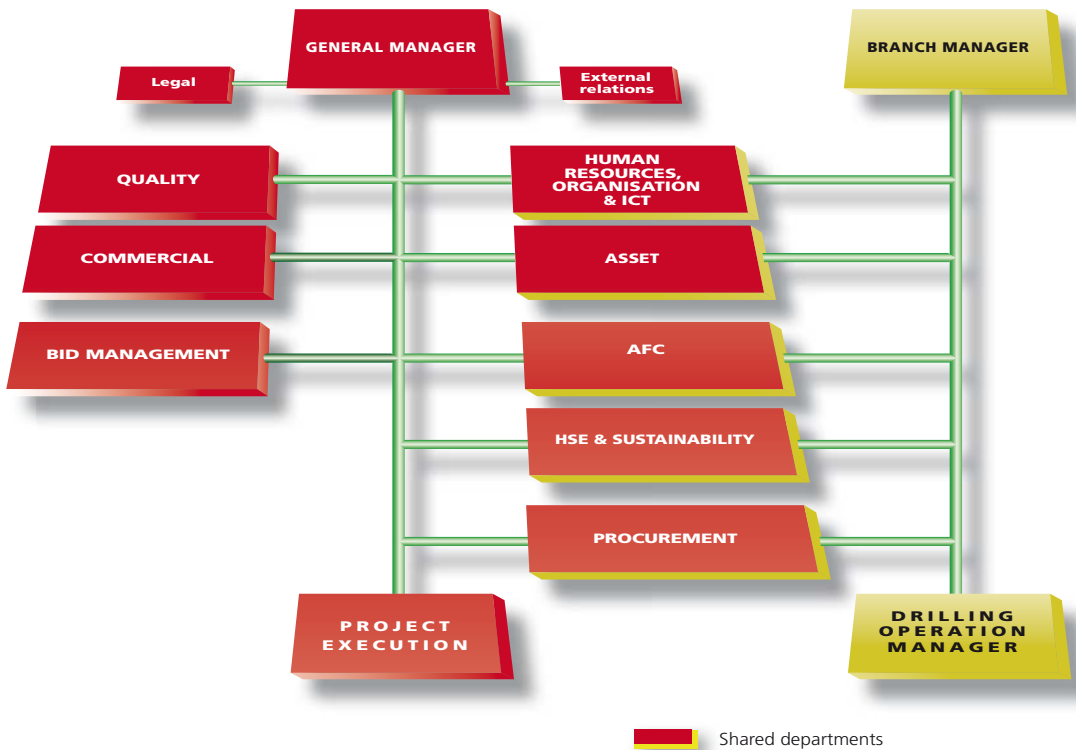 GENERAL MANAGER
BRANCH MANAGER
Legal
External
relations
QUALITY
HUMAN
RESOURCES,
ORGANISATION
& ICT
COMMERCIAL
ASSET
BID MANAGEMENT
AFC
HSE & SUSTAINABILITY
PROCUREMENT
PROJECT
EXECUTION
DRILLING
OPERATION
MANAGER
Shared departments